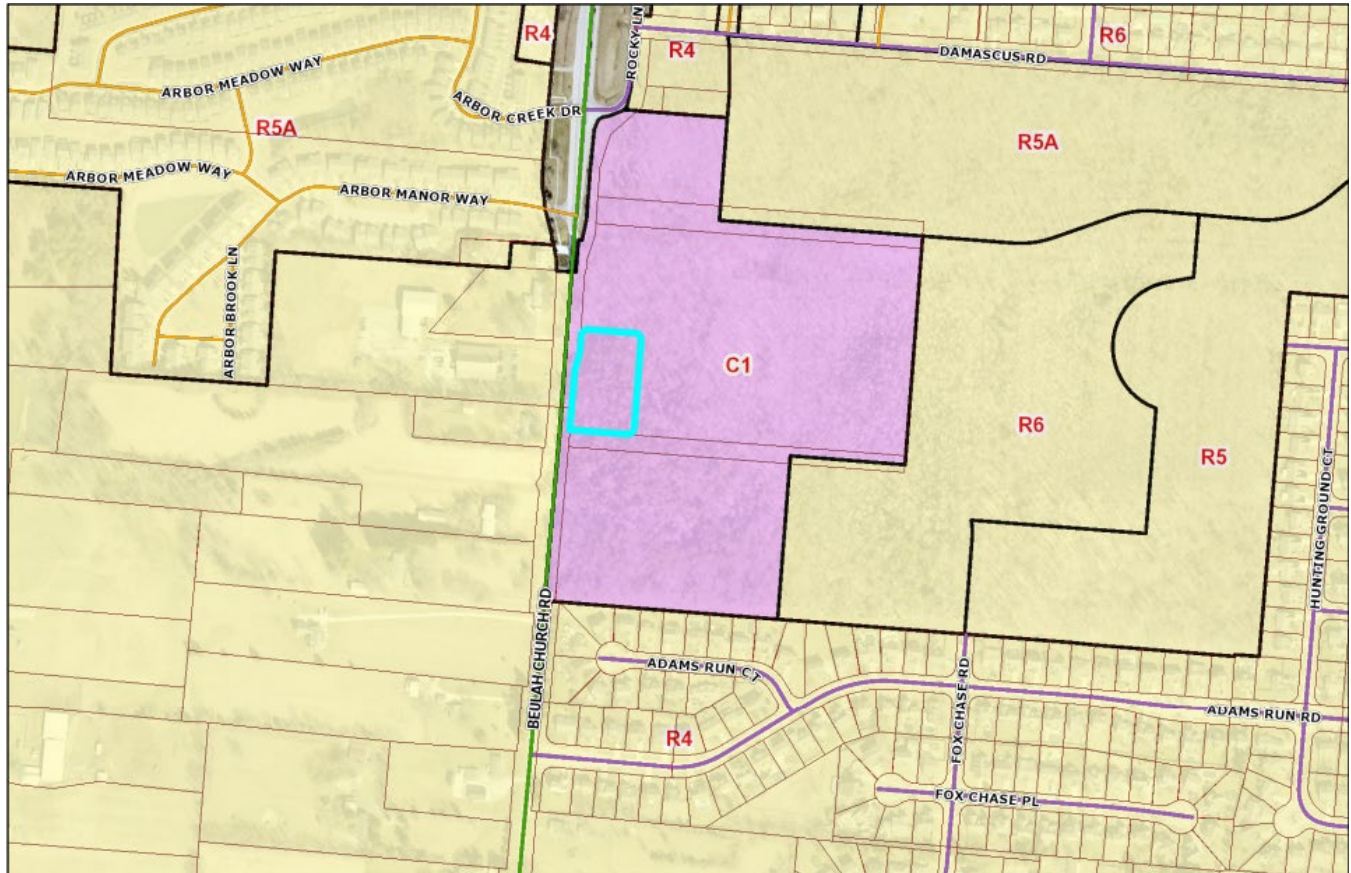 R4
ROCKY LN
R4
R6
DAMASCUS RD
ARBOR MEADOW WAY
ARBOR CREEK DR
R5A
R5A
ARBOR MEADOW WAY
ARBOR MANOR WAY
ARBOR BROOK LN
C1
R6
R5
HUNTING GROUND CT
BEULAH CHURCH RD
ADAMS RUN CT
FOX CHASE RD
ADAMS RUN RD
R4
FOX CHASE PL